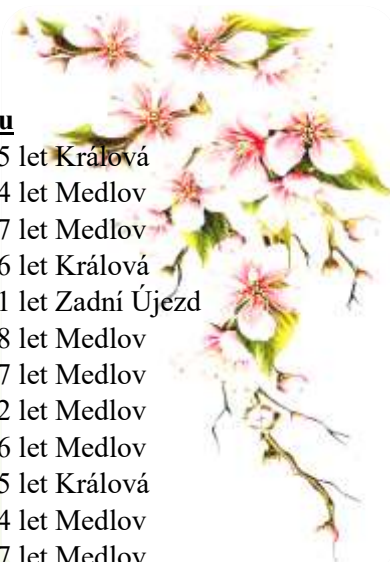 u
5 let Králová
4 let Medlov
7 let Medlov
6 let Králová
1 let Zadní Újezd
8 let Medlov
7 let Medlov
2 let Medlov
6 let Medlov
5 let Králová
4 let Medlov
7 let Medlov